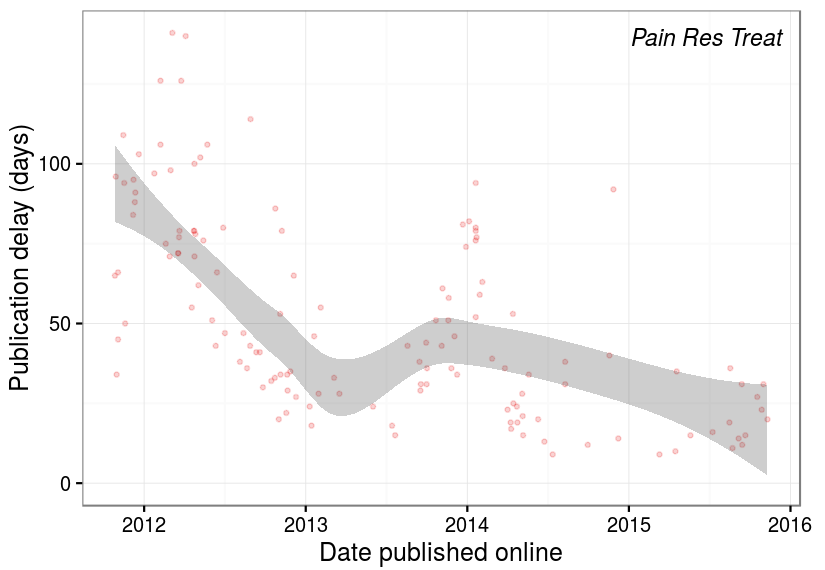 Pain Res Treat
Publication delay (days)
100
50
0
2012 2013 2014 2015 2016
Date published online